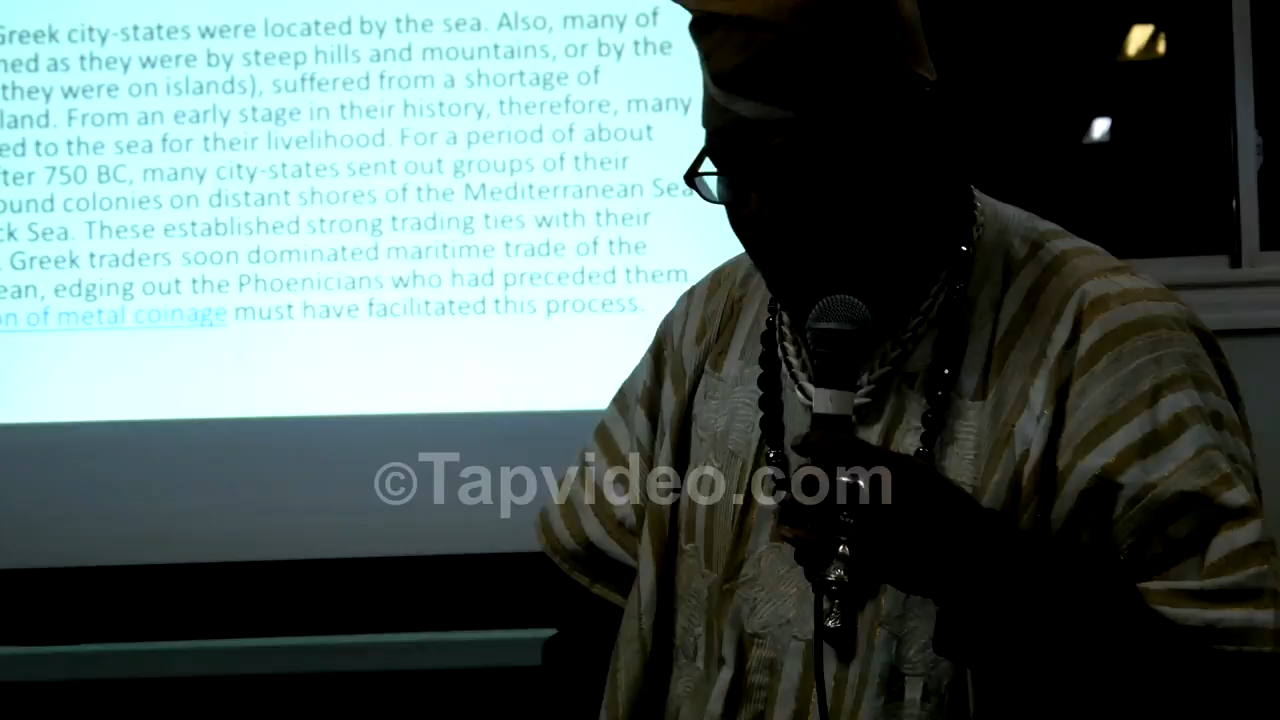 Greek city-states were located by the sea. Also, many of
ned as they were by steep hills and mountains, or by the
they were on islands), suffered from a shortage of
land. From an early stage in their history, therefore, many
ed to the sea for their livelihood. For a period of about
ter 750 BC, many city-states sent out groups of their
ound colonies on distant shores of the Mediterranean Sea
ck Sea. These established strong trading ties with their
. Greek traders soon dominated maritime trade of the
ean, edging out the Phoenicians who had preceded them
on of metal coinage must have facilitated this process.
©Tapvideo.com